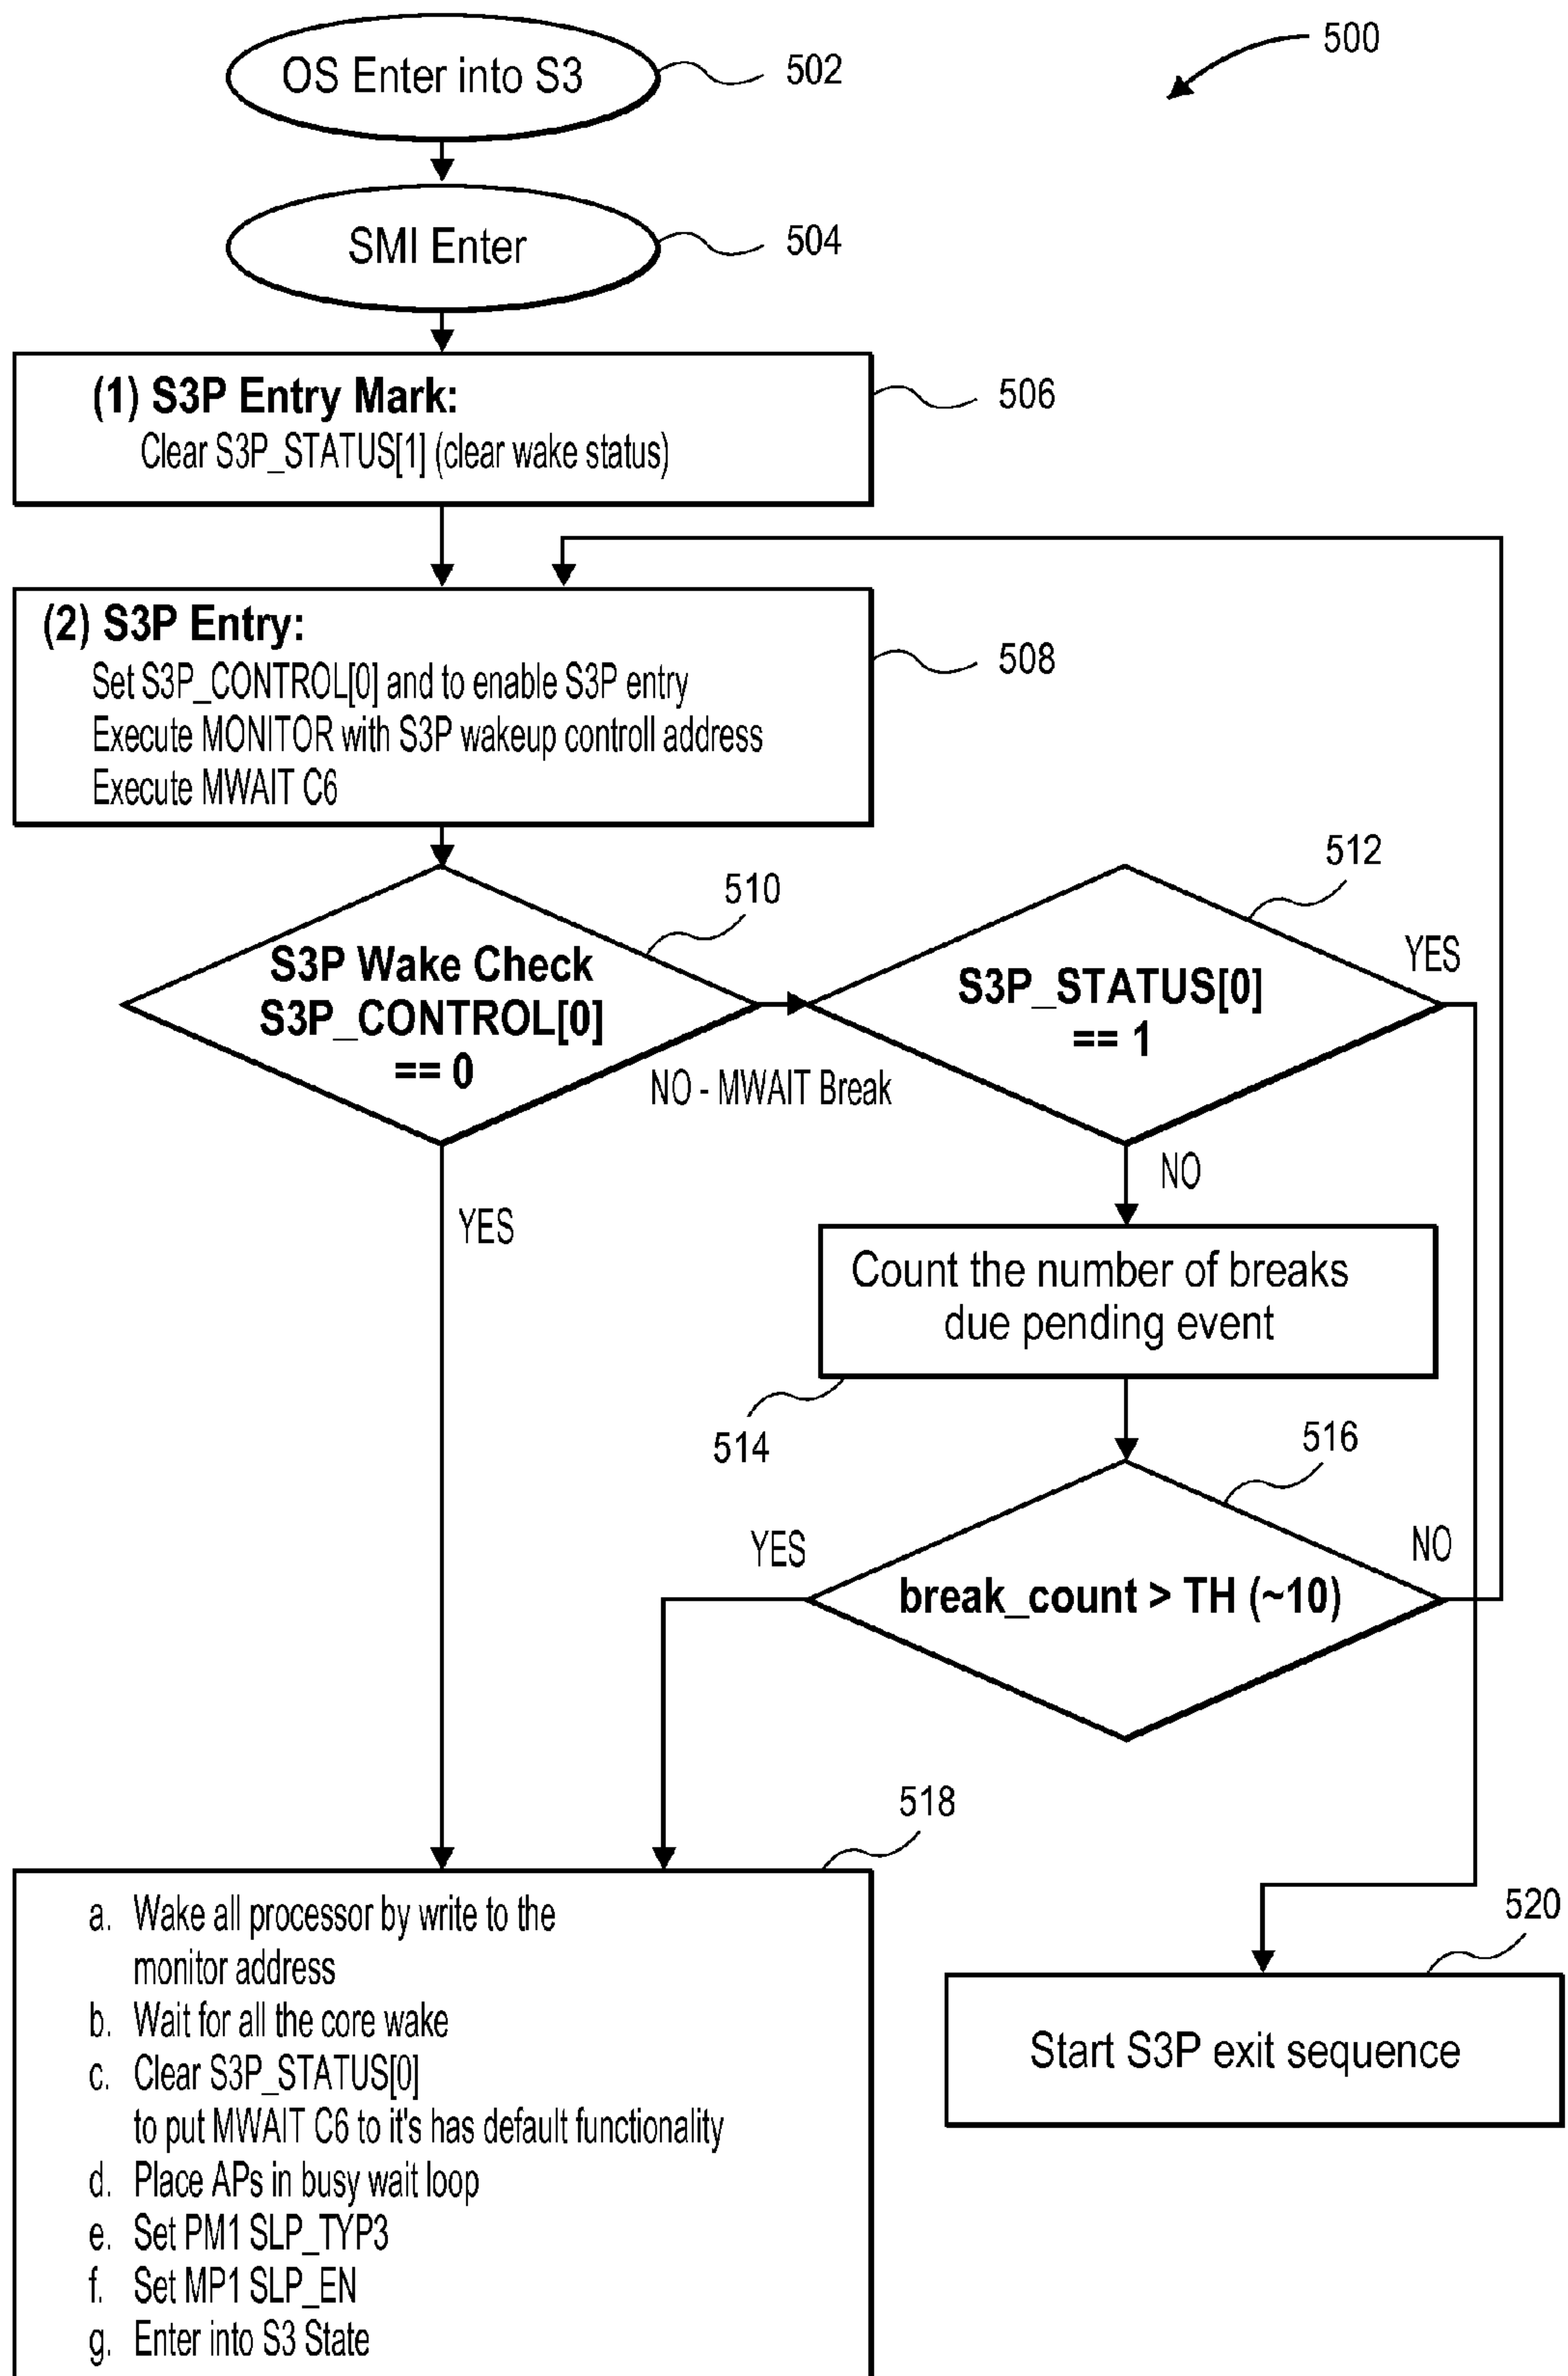 500
OS Enter into S3
502
SMI Enter
504
(1) S3P Entry Mark:
Clear S3P_STATUS[1] (clear wake status)
506
(2) S3P Entry:
Set S3P_CONTROL[0] and to enable S3P entry
Execute MONITOR with S3P wakeup controll address
Execute MWAIT C6
508
S3P Wake Check
S3P_CONTROL[0]
== 0
510
NO - MWAIT Break
YES
S3P_STATUS[0]
== 1
512
YES
NO
Count the number of breaks
due pending event
514
break_count > TH (~10)
516
YES
NO
518
a. Wake all processor by write to the
monitor address
b. Wait for all the core wake
c. Clear S3P_STATUS[0]
to put MWAIT C6 to it's has default functionality
d. Place APs in busy wait loop
e. Set PM1 SLP_TYP3
f. Set MP1 SLP_EN
g. Enter into S3 State
520
Start S3P exit sequence